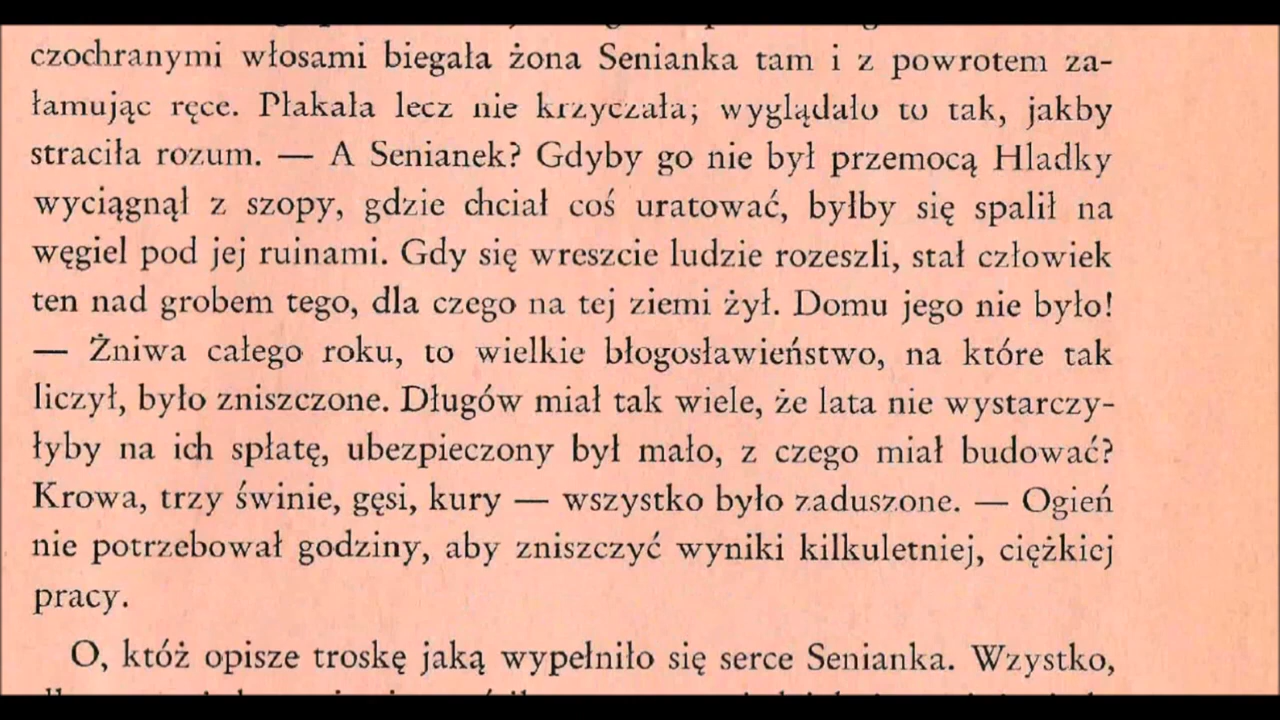 czochranymi włosami biegała żona Senianka tam i z powrotem za-
łamując ręce. Płakała lecz nie krzyczała; wyglądało to tak, jakby
straciła rozum. — A Senianek? Gdyby go nie był przemocą Hladky
wyciągnął z szopy, gdzie chciał coś uratować, byłby się spalił na
węgiel pod jej ruinami. Gdy się wreszcie ludzie rozeszli, stał człowiek
ten nad grobem tego, dla czego na tej ziemi żył. Domu jego nie było!
— Żniwa całego roku, to wielkie błogosławieństwo, na które tak
liczył, było zniszczone. Długów miał tak wiele, że lata nie wystarczy-
łyby na ich spłatę, ubezpieczony był mało, z czego miał budować?
Krowa, trzy świnie, gęsi, kury — wszystko było zaduszone. — Ogień
nie potrzebował godziny, aby zniszczyć wyniki kilkuletniej, ciężkiej
pracy.
O, któż opisze troskę jaką wypełniło się serce Senianka. Wzystko,